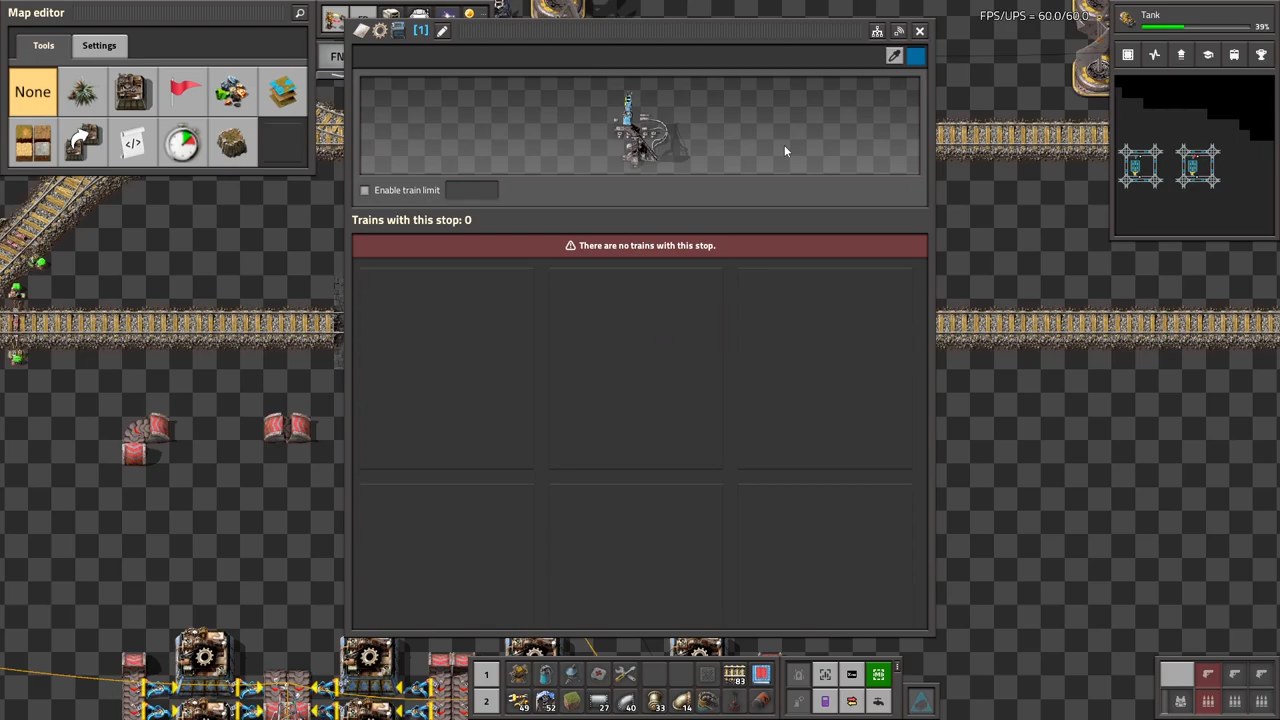 Map editor
Tools Settings
None
FN
[1]
Enable train limit
Trains with this stop: 0
There are no trains with this stop.
FPS/UPS = 60.0/60.0
Tank
39%
1
83
2
49 52 27 40 33 14